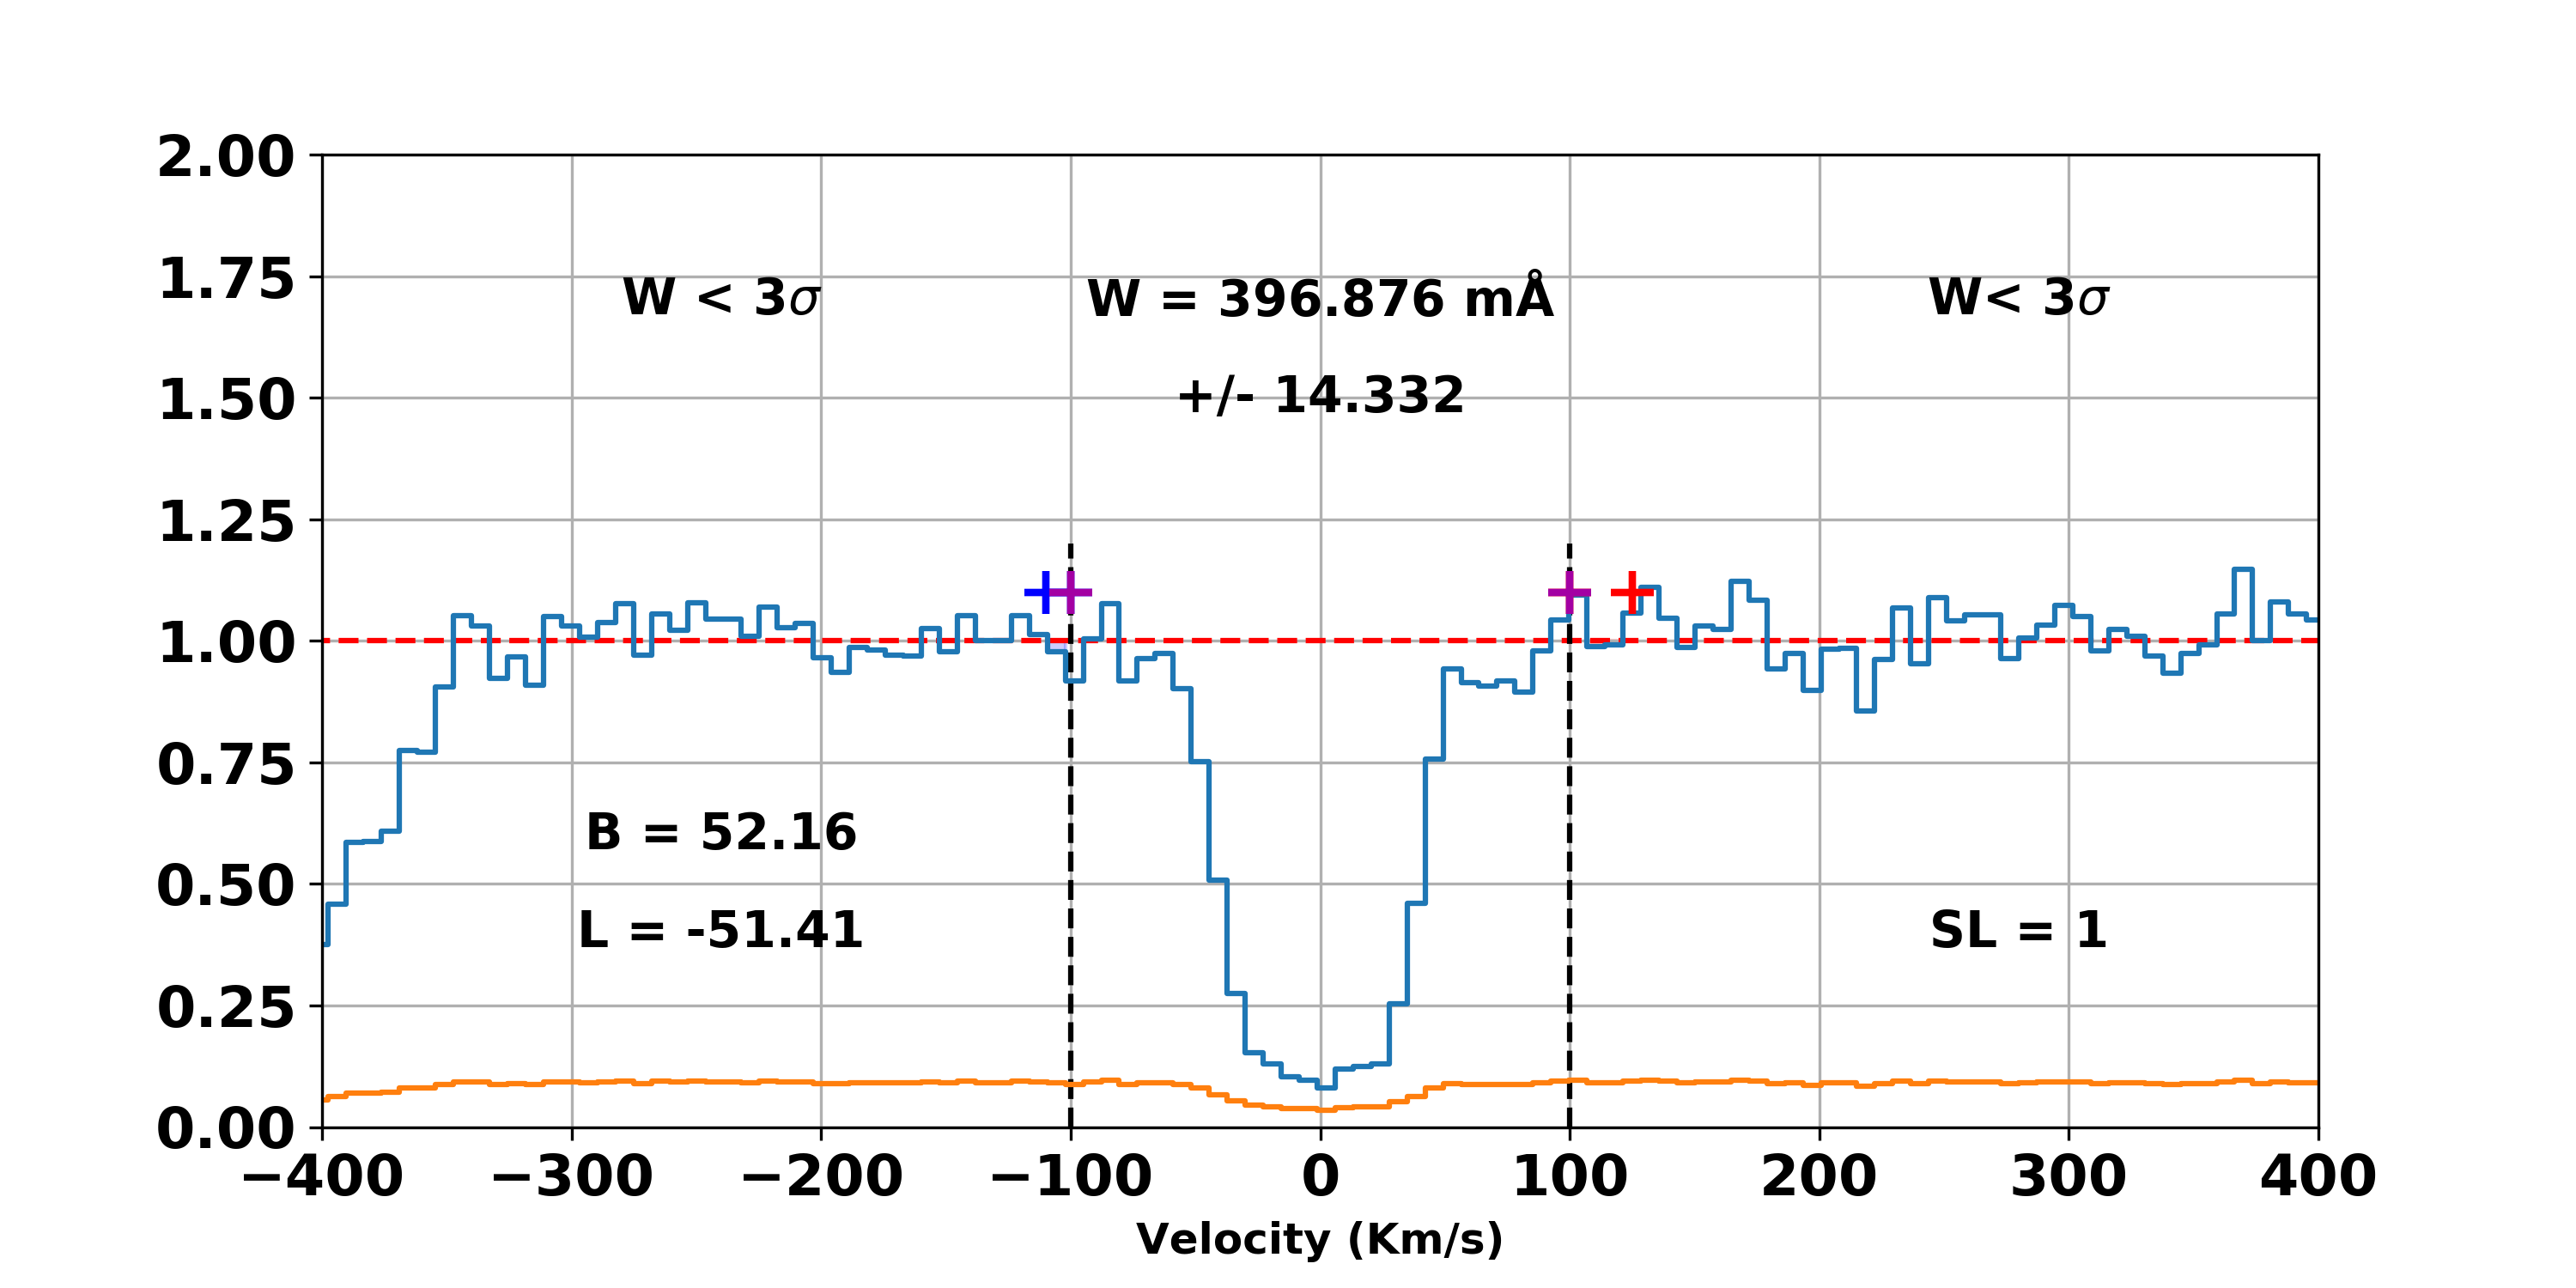 2.00
1.75
1.50
1.25
1.00
0.75
0.50
0.25
0.00
W < 3σ
W = 396.876 mÅ
+/- 14.332
W< 3σ
B = 52.16
L = -51.41
SL = 1
−400 −300 −200 −100 0 100 200 300 400
Velocity (Km/s)